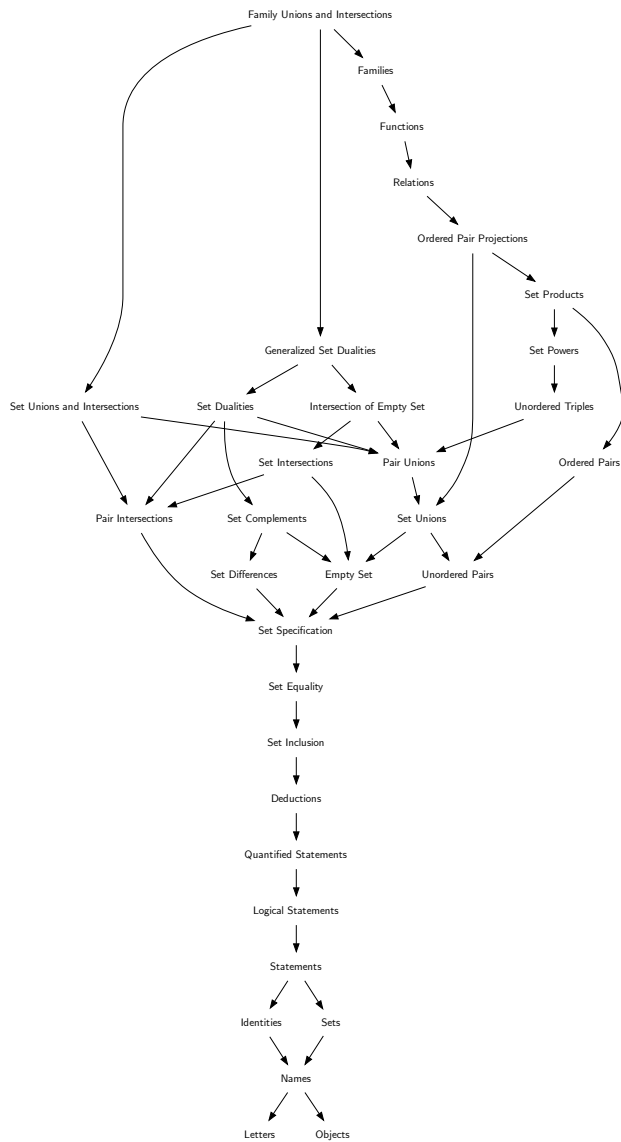 Family Unions and Intersections
Families
Functions
Relations
Ordered Pair Projections
Set Products
Generalized Set Dualities
Set Powers
Set Unions and Intersections
Set Dualities
Intersection of Empty Set
Unordered Triples
Set Intersections
Pair Unions
Ordered Pairs
Pair Intersections
Set Complements
Set Unions
Set Differences
Empty Set
Unordered Pairs
Set Specification
Set Equality
Set Inclusion
Deductions
Quantified Statements
Logical Statements
Statements
Identities
Sets
Names
Letters
Objects